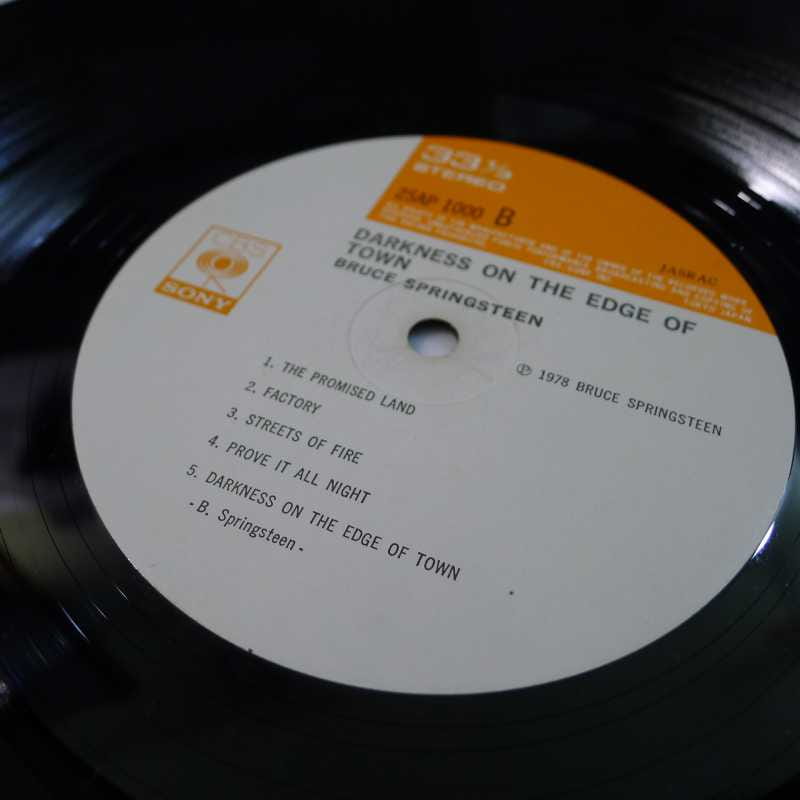 33 1/3
STEREO
25AP 1000 B
JASRAC
CBS
SONY
DARKNESS ON THE EDGE OF
TOWN
BRUCE SPRINGSTEEN
℗ 1978 BRUCE SPRINGSTEEN
1. THE PROMISED LAND
2. FACTORY
3. STREETS OF FIRE
4. PROVE IT ALL NIGHT
5. DARKNESS ON THE EDGE OF TOWN
- B. Springsteen -